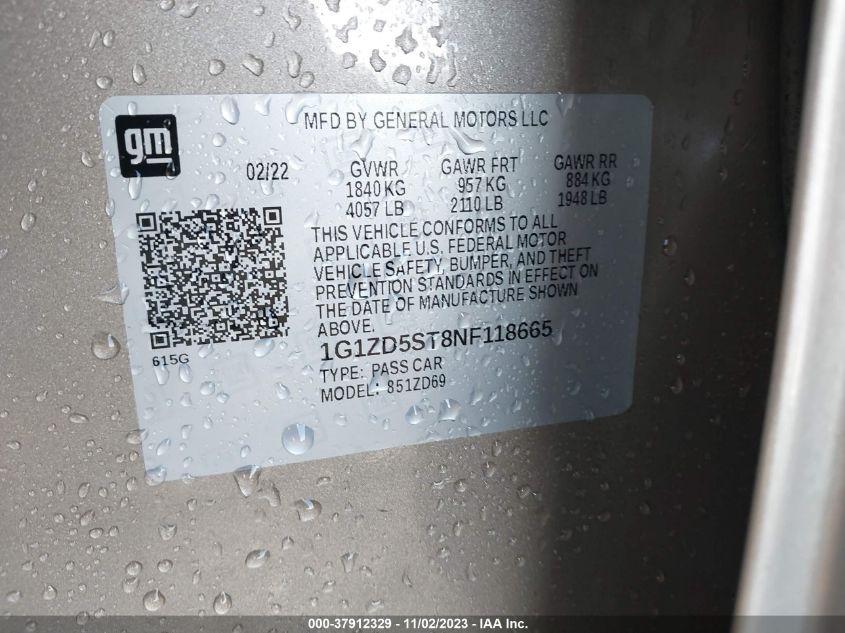 gm
MFD BY GENERAL MOTORS LLC
02/22 GVWR GAWR FRT GAWR RR
1840 KG 957 KG 884 KG
4057 LB 2110 LB 1948 LB
THIS VEHICLE CONFORMS TO ALL
APPLICABLE U.S. FEDERAL MOTOR
VEHICLE SAFETY, BUMPER, AND THEFT
PREVENTION STANDARDS IN EFFECT ON
THE DATE OF MANUFACTURE SHOWN
ABOVE.
615G
1G1ZD5ST8NF118665
TYPE: PASS CAR
MODEL: 851ZD69
000-37912329 - 11/02/2023 - IAA Inc.